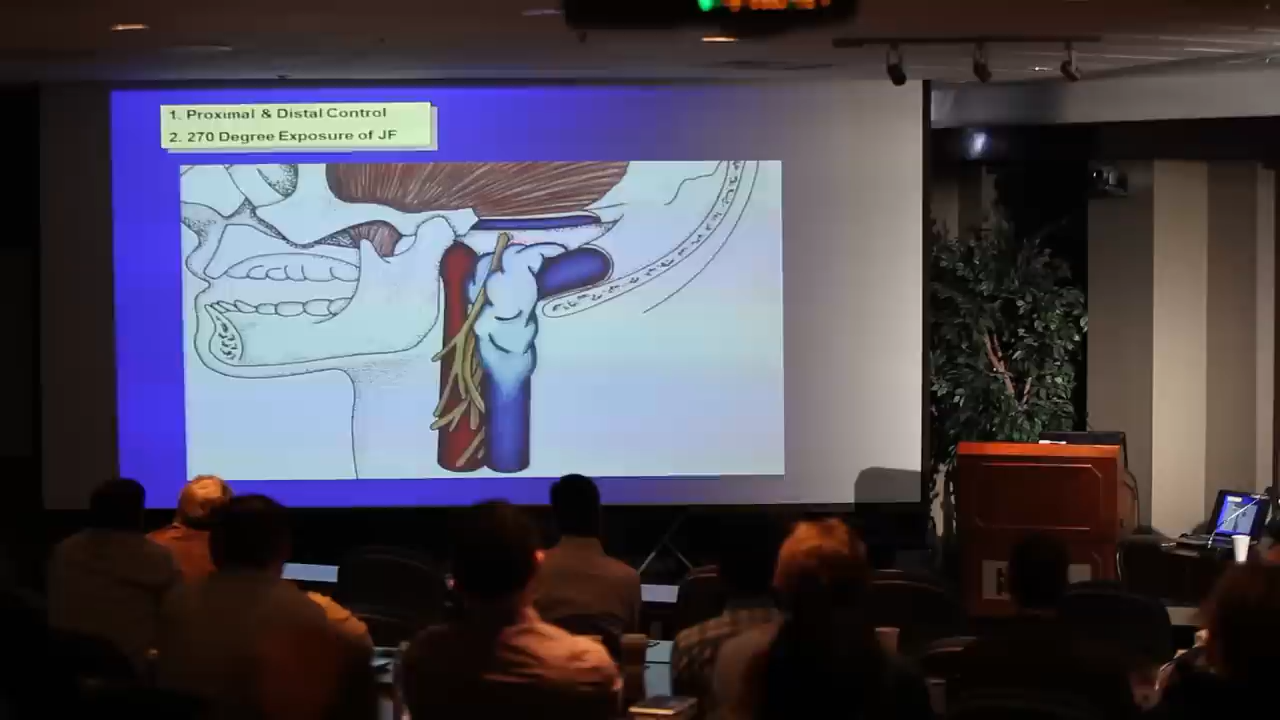 1. Proximal & Distal Control
2. 270 Degree Exposure of JF